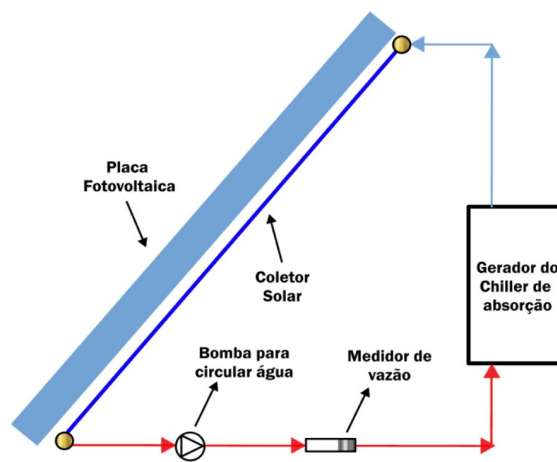 Placa
Fotovoltaica
Coletor
Solar
Gerador do
Chiller de
absorção
Bomba para
circular água
Medidor de
vazão